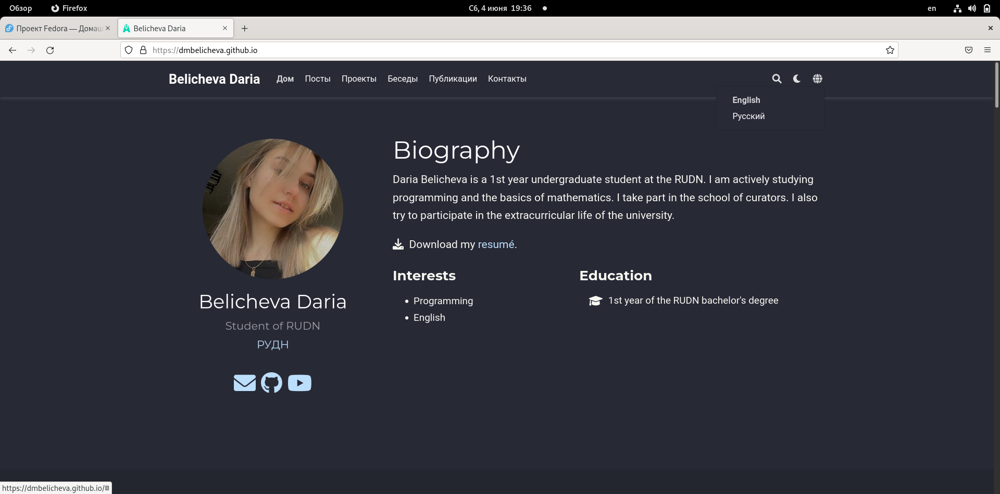 Обзор Firefox Сб, 4 июня 19:36 en
Проект Fedora — Домаш Belicheva Daria
https://dmbelicheva.github.io
Belicheva Daria Дом Посты Проекты Беседы Публикации Контакты
English
Русский
Biography
Daria Belicheva is a 1st year undergraduate student at the RUDN. I am actively studying
programming and the basics of mathematics. I take part in the school of curators. I also
try to participate in the extracurricular life of the university.
Download my resumé.
Interests
Programming
English
Education
1st year of the RUDN bachelor's degree
Belicheva Daria
Student of RUDN
РУДН
https://dmbelicheva.github.io/#